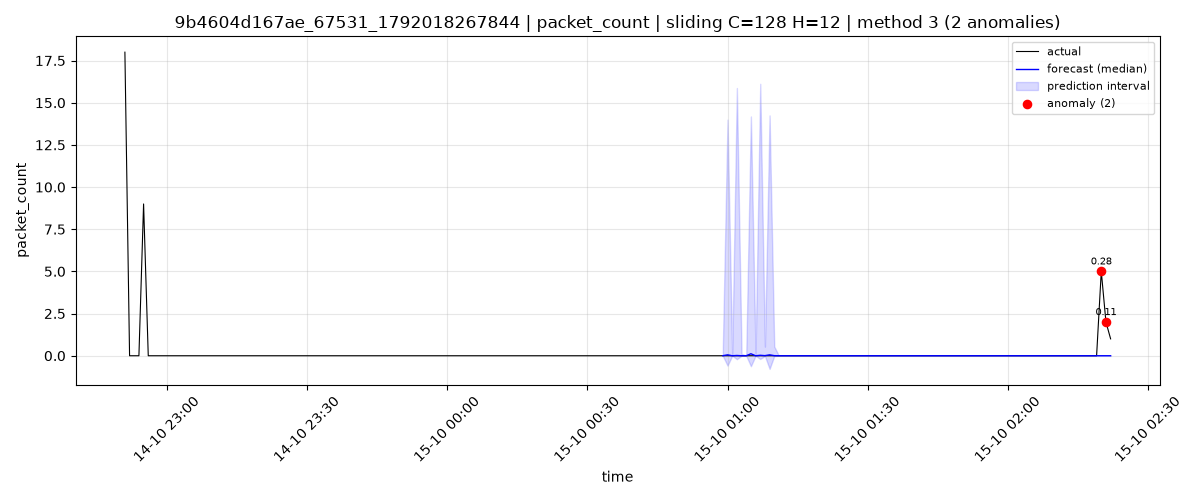 9b4604d167ae_67531_1792018267844 | packet_count | sliding C=128 H=12 | method 3 (2 anomalies)
packet_count
17.5
15.0
12.5
10.0
7.5
5.0
2.5
0.0
actual
forecast (median)
prediction interval
anomaly (2)
0.28
0.11
14-10 23:00
14-10 23:30
15-10 00:00
15-10 00:30
15-10 01:00
15-10 01:30
15-10 02:00
15-10 02:30
time